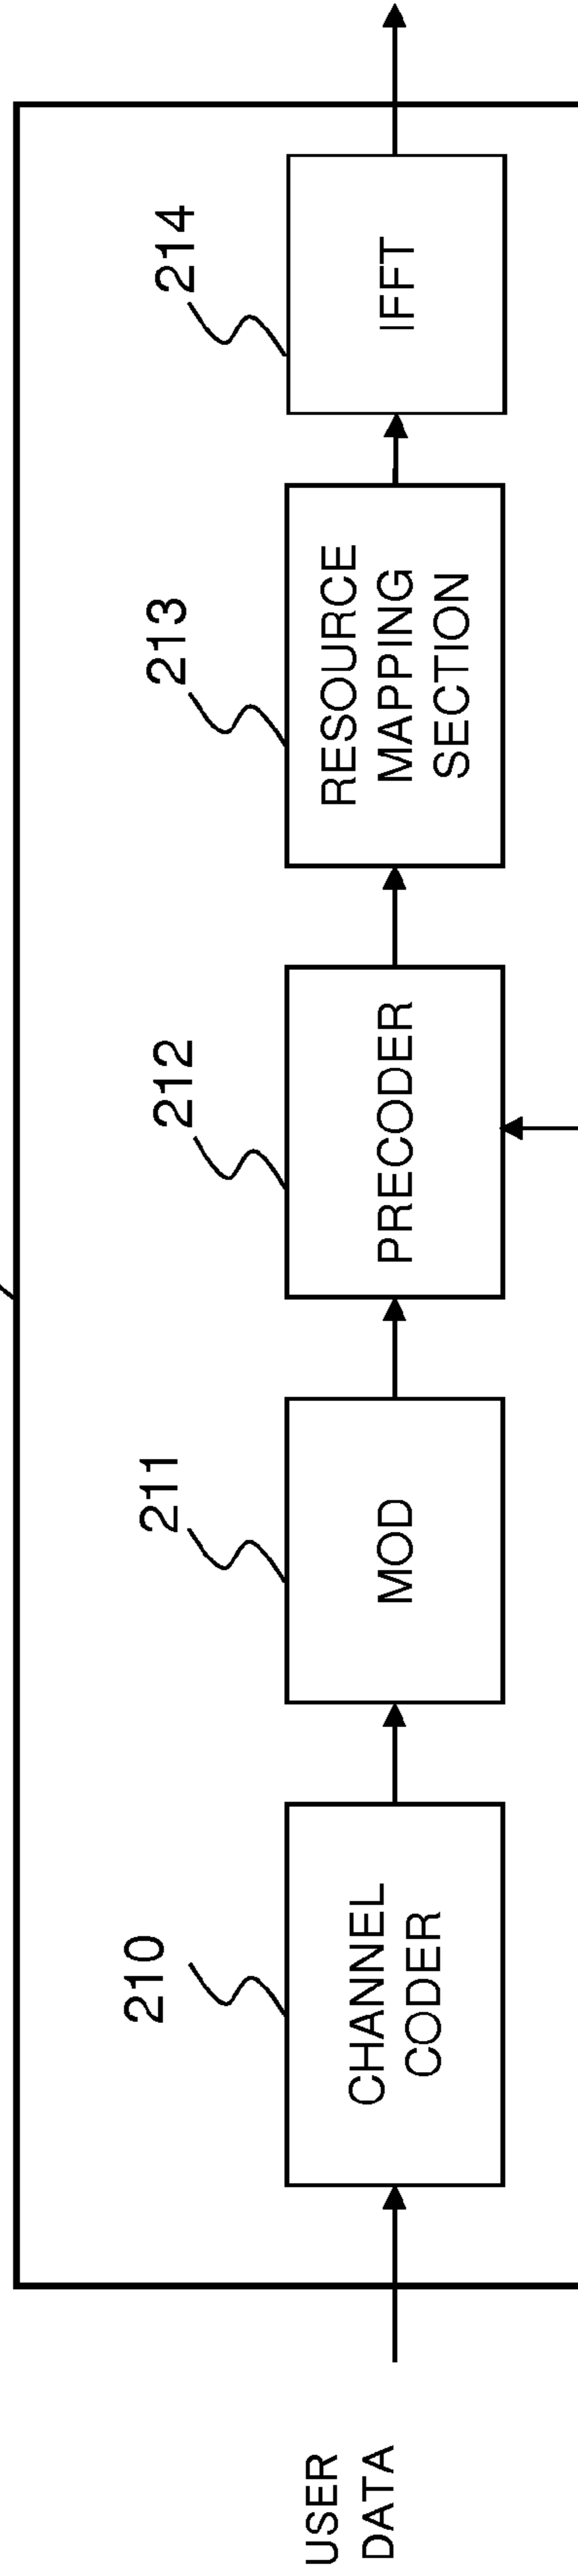 USER
DATA
210
CHANNEL
CODER
211
MOD
212
PRECODER
213
RESOURCE
MAPPING
SECTION
214
IFFT